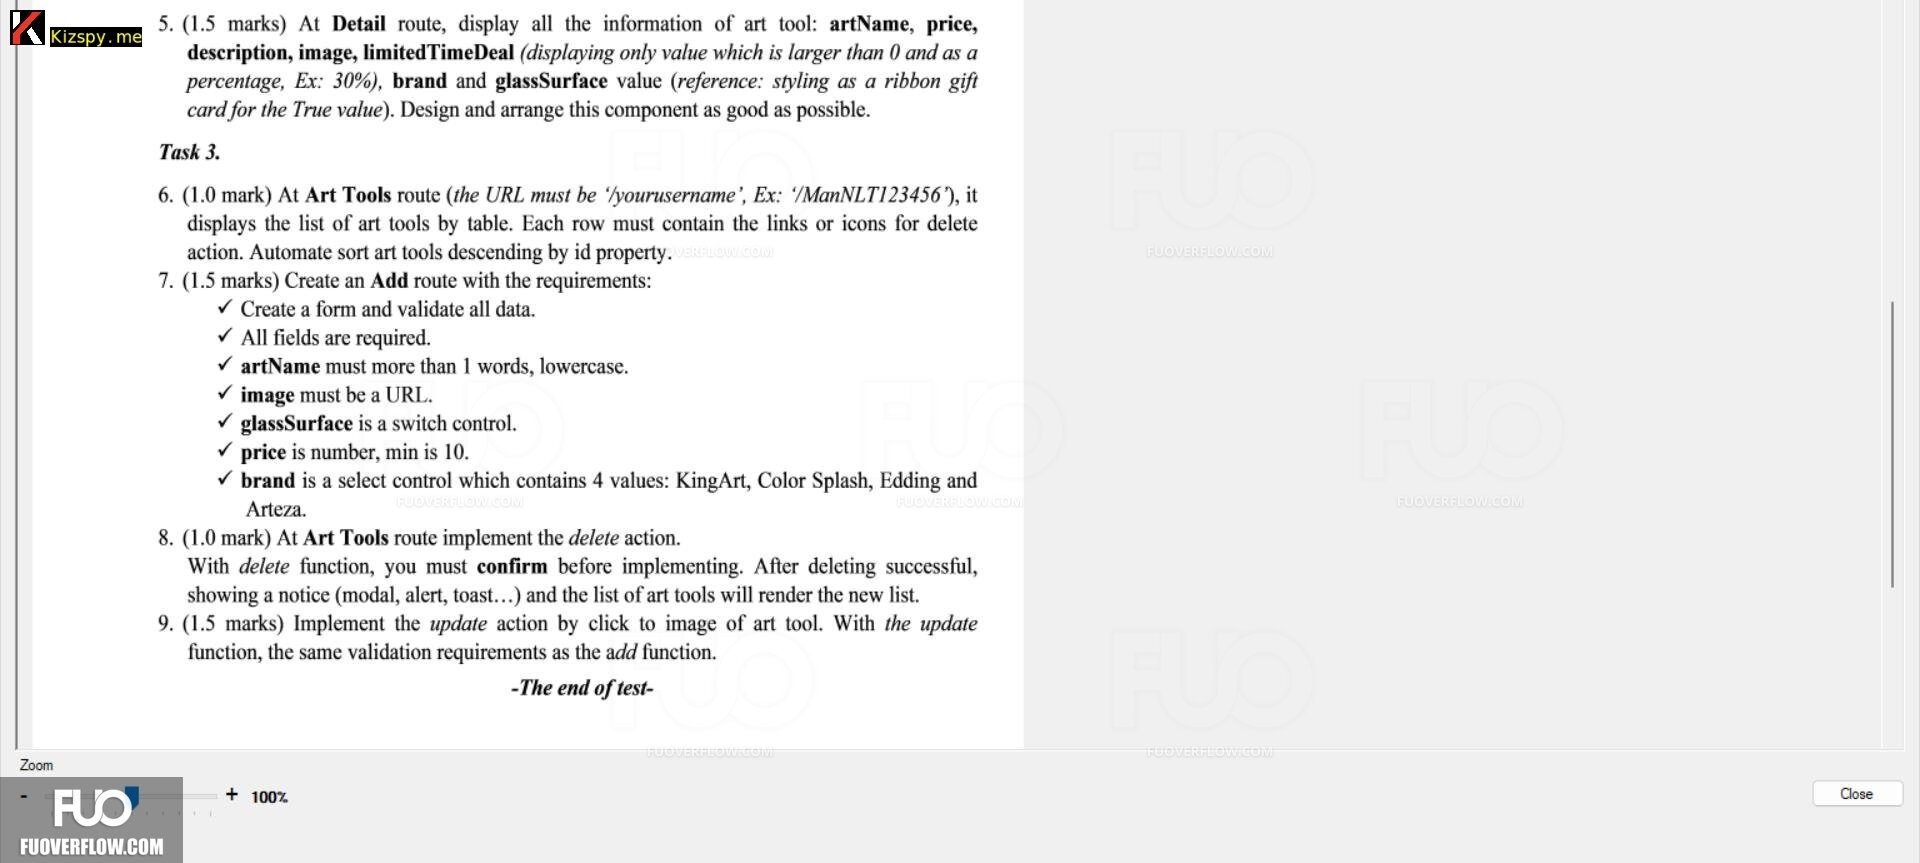 Kizspy.me
5. (1.5 marks) At Detail route, display all the information of art tool: artName, price,
description, image, limitedTimeDeal (displaying only value which is larger than 0 and as a
percentage, Ex: 30%), brand and glassSurface value (reference: styling as a ribbon gift
card for the True value). Design and arrange this component as good as possible.
Task 3.
6. (1.0 mark) At Art Tools route (the URL must be ‘/yourusername’, Ex: ‘/ManNLT123456’), it
displays the list of art tools by table. Each row must contain the links or icons for delete
action. Automate sort art tools descending by id property.
7. (1.5 marks) Create an Add route with the requirements:
✓ Create a form and validate all data.
✓ All fields are required.
✓ artName must more than 1 words, lowercase.
✓ image must be a URL.
✓ glassSurface is a switch control.
✓ price is number, min is 10.
✓ brand is a select control which contains 4 values: KingArt, Color Splash, Edding and
Arteza.
8. (1.0 mark) At Art Tools route implement the delete action.
With delete function, you must confirm before implementing. After deleting successful,
showing a notice (modal, alert, toast…) and the list of art tools will render the new list.
9. (1.5 marks) Implement the update action by click to image of art tool. With the update
function, the same validation requirements as the add function.
-The end of test-
FUO
FUOVERFLOW.COM
FUO
FUOVERFLOW.COM
FUO
FUOVERFLOW.COM
FUO
FUOVERFLOW.COM
FUO
FUOVERFLOW.COM
FUO
FUOVERFLOW.COM
FUO
FUOVERFLOW.COM
Zoom
- + 100%
Close
FUO
FUOVERFLOW.COM